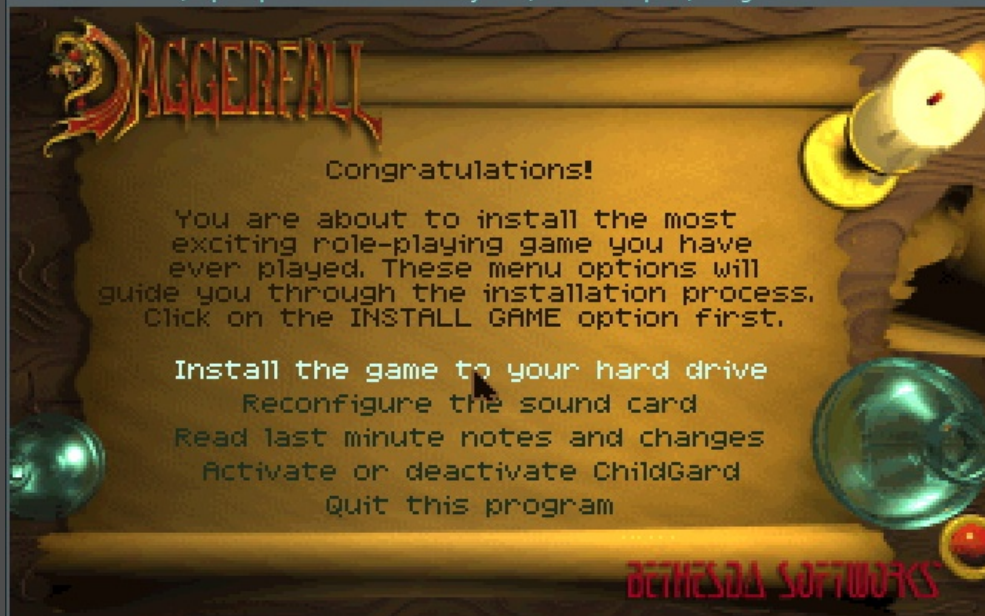 DAGGERFALL
Congratulations!
You are about to install the most
exciting role-playing game you have
ever played. These menu options will
guide you through the installation process.
Click on the INSTALL GAME option first.
Install the game to your hard drive
Reconfigure the sound card
Read last minute notes and changes
Activate or deactivate ChildGard
Quit this program
BETHESDA SOFTWORKS